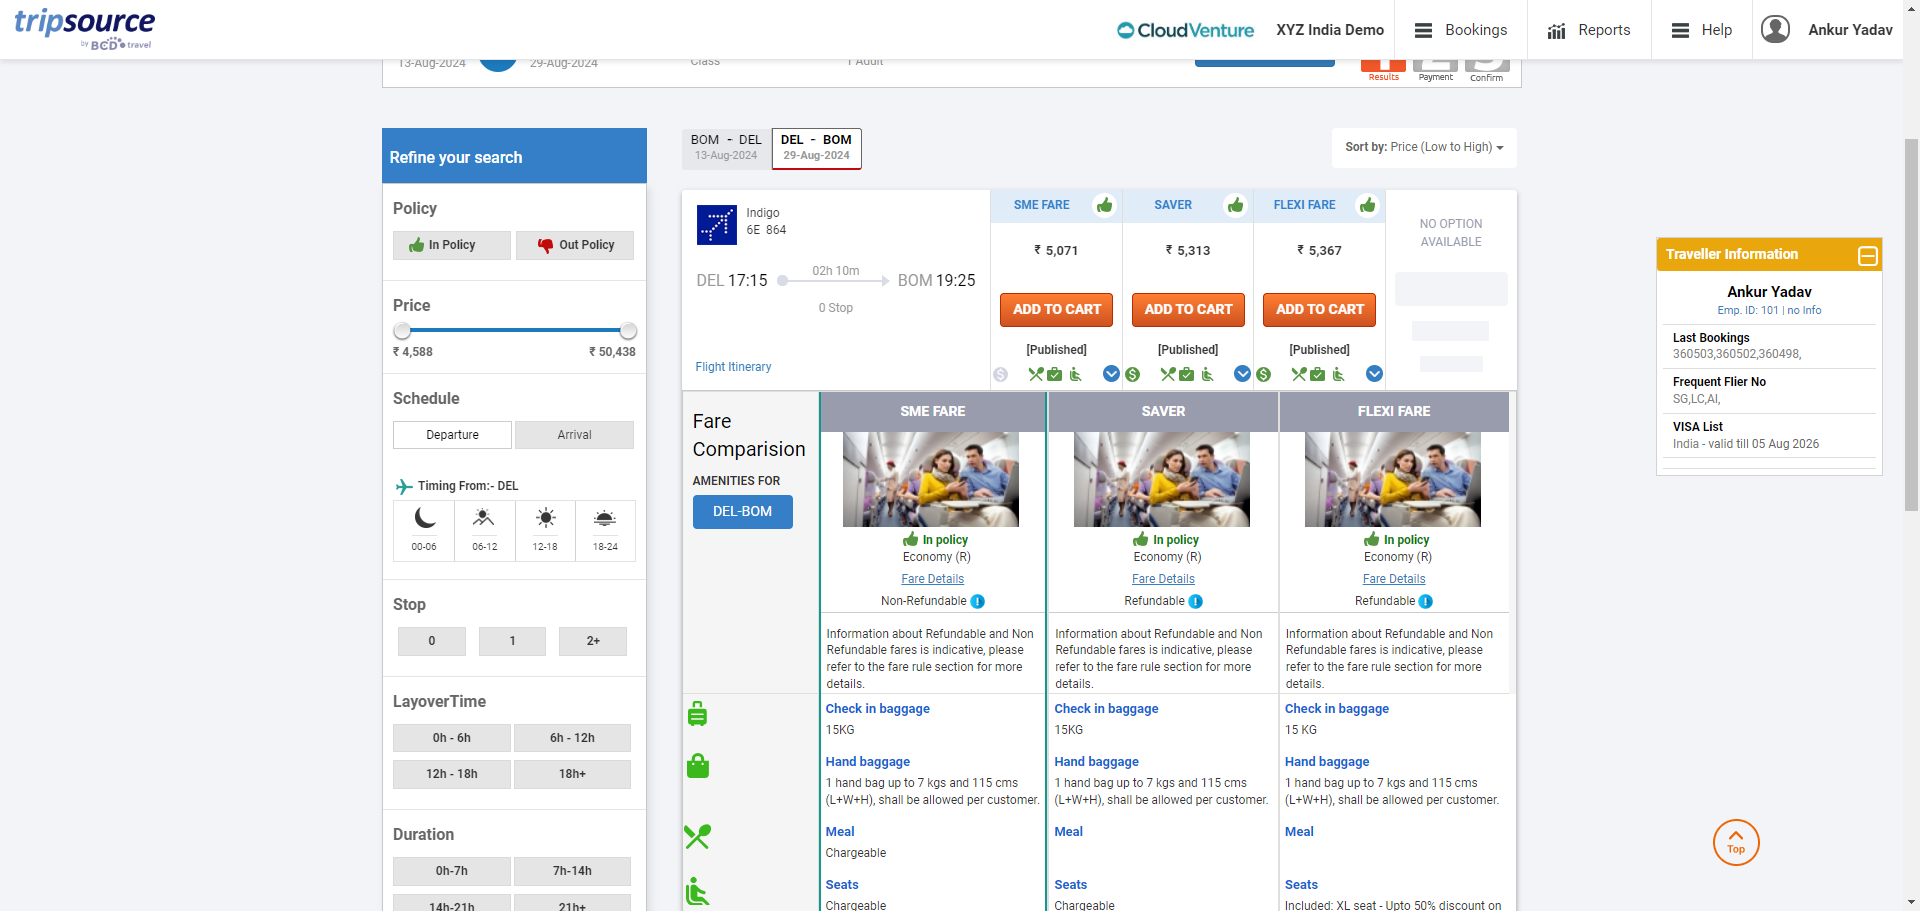 tripsource
by BCD travel
CloudVenture
XYZ India Demo
Bookings
Reports
Help
Ankur Yadav
13-Aug-2024
29-Aug-2024
Class
1 Adult
Results
Payment
Confirm
Refine your search
Policy
In Policy
Out Policy
Price
₹ 4,588
₹ 50,438
Schedule
Departure
Arrival
Timing From:- DEL
00-06
06-12
12-18
18-24
Stop
0
1
2+
LayoverTime
0h - 6h
6h - 12h
12h - 18h
18h+
Duration
0h-7h
7h-14h
14h-21h
21h+
BOM - DEL
13-Aug-2024
DEL - BOM
29-Aug-2024
Sort by: Price (Low to High)
Indigo
6E 864
DEL 17:15
02h 10m
BOM 19:25
0 Stop
Flight Itinerary
SME FARE
₹ 5,071
ADD TO CART
[Published]
SAVER
₹ 5,313
ADD TO CART
[Published]
FLEXI FARE
₹ 5,367
ADD TO CART
[Published]
NO OPTION
AVAILABLE
Fare
Comparision
AMENITIES FOR
DEL-BOM
SME FARE
In policy
Economy (R)
Fare Details
Non-Refundable
Information about Refundable and Non
Refundable fares is indicative, please
refer to the fare rule section for more
details.
Check in baggage
15KG
Hand baggage
1 hand bag up to 7 kgs and 115 cms
(L+W+H), shall be allowed per customer.
Meal
Chargeable
Seats
Chargeable
SAVER
In policy
Economy (R)
Fare Details
Refundable
Information about Refundable and Non
Refundable fares is indicative, please
refer to the fare rule section for more
details.
Check in baggage
15KG
Hand baggage
1 hand bag up to 7 kgs and 115 cms
(L+W+H), shall be allowed per customer.
Meal
Seats
Chargeable
FLEXI FARE
In policy
Economy (R)
Fare Details
Refundable
Information about Refundable and Non
Refundable fares is indicative, please
refer to the fare rule section for more
details.
Check in baggage
15 KG
Hand baggage
1 hand bag up to 7 kgs and 115 cms
(L+W+H), shall be allowed per customer.
Meal
Seats
Included: XL seat - Upto 50% discount on
Traveller Information
Ankur Yadav
Emp. ID: 101 | no Info
Last Bookings
360503,360502,360498,
Frequent Flier No
SG,LC,AI,
VISA List
India - valid till 05 Aug 2026
Top